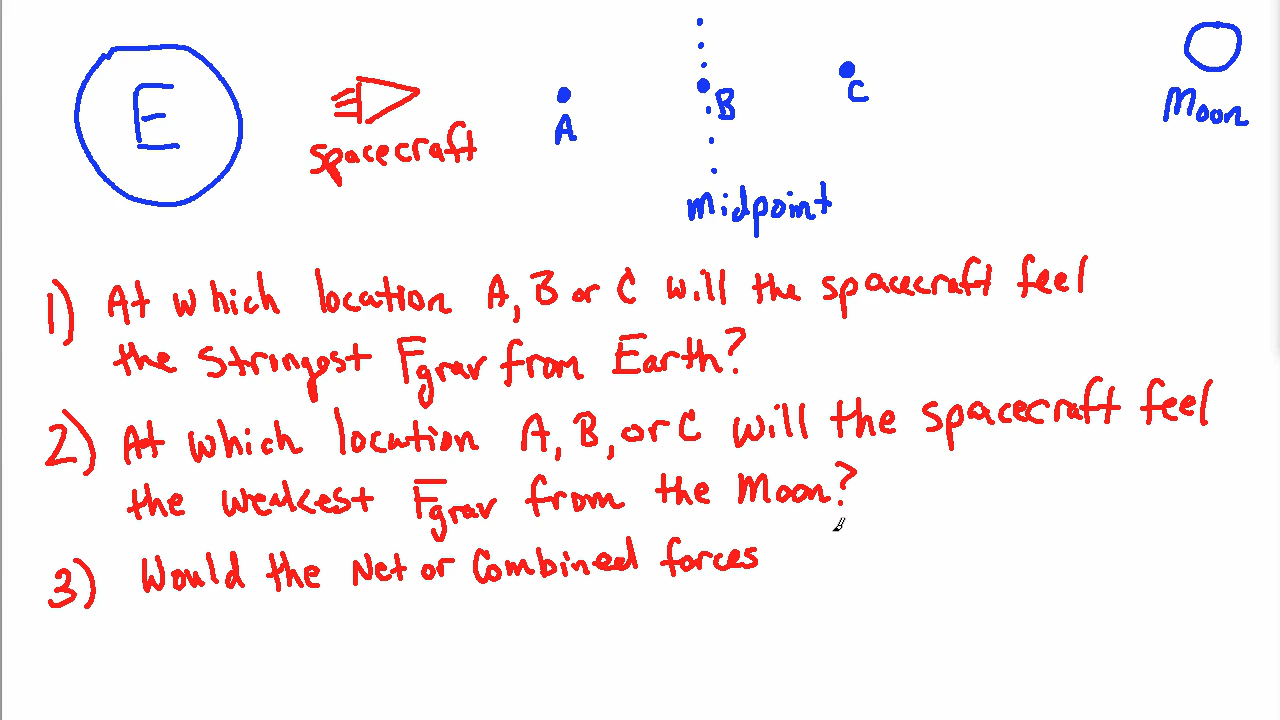 E
spacecraft
A
B
C
Moon
midpoint
1) At which location A, B or C will the spacecraft feel
the Stringest Fgrav from Earth?
2) At which location A, B, or C will the spacecraft feel
the weakest Fgrav from the Moon?
3) Would the Net or Combined forces